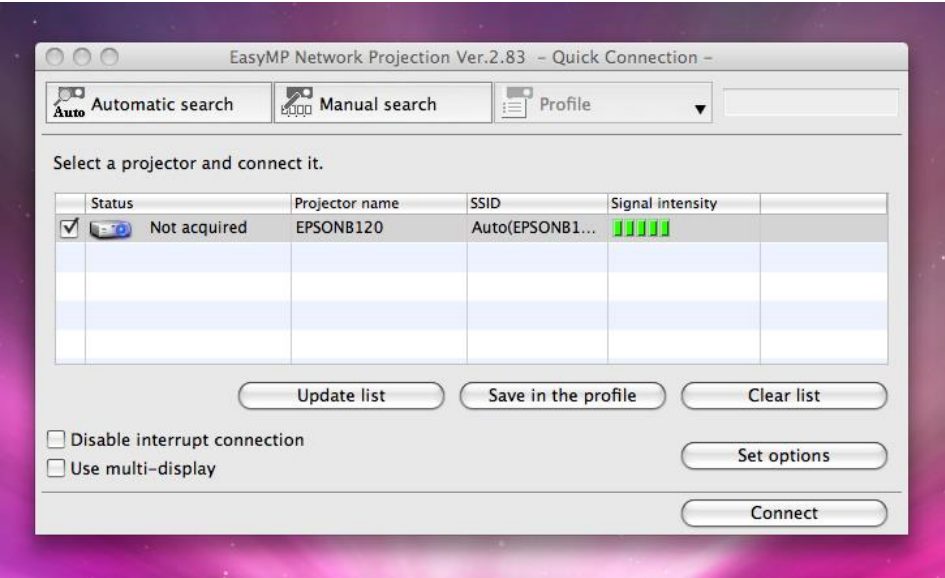 EasyMP Network Projection Ver.2.83 – Quick Connection –
Auto Automatic search Manual search Profile
Select a projector and connect it.
Status Projector name SSID Signal intensity
Not acquired EPSONB120 Auto(EPSONB1...
Update list Save in the profile Clear list
Disable interrupt connection
Use multi-display
Set options
Connect